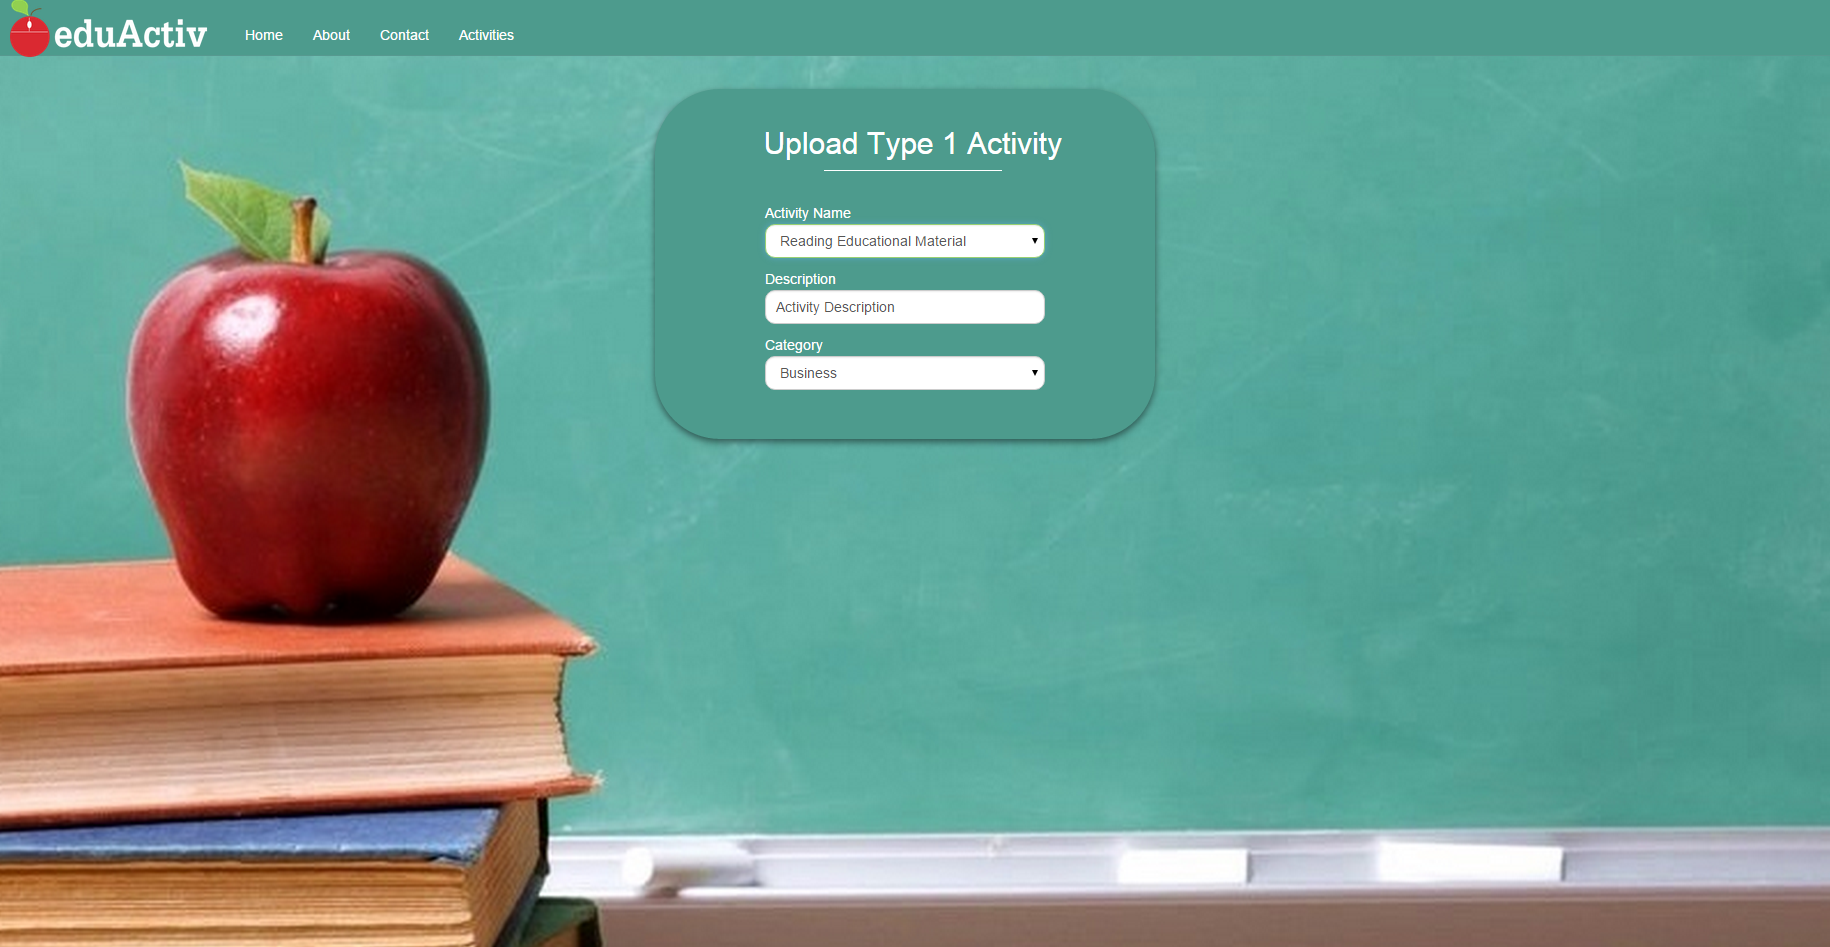 eduActiv
Home About Contact Activities
Upload Type 1 Activity
Activity Name
Reading Educational Material
Description
Activity Description
Category
Business